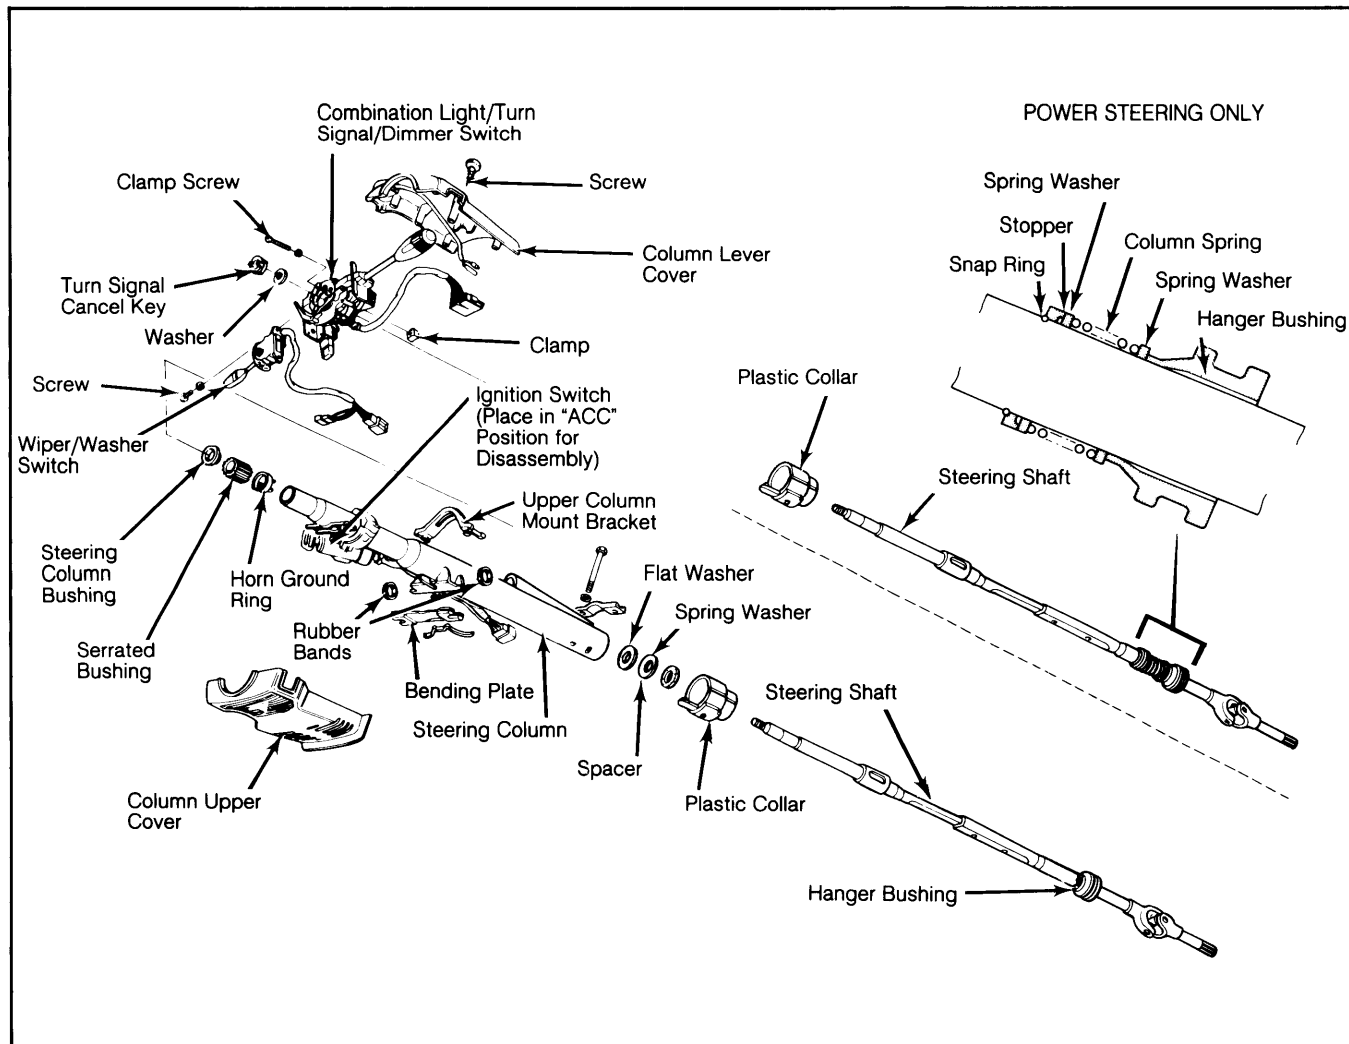 Combination Light/Turn
Signal/Dimmer Switch
POWER STEERING ONLY
Clamp Screw
Screw
Spring Washer
Stopper
Column Spring
Snap Ring
Spring Washer
Hanger Bushing
Column Lever
Cover
Turn Signal
Cancel Key
Washer
Clamp
Screw
Plastic Collar
Ignition Switch
(Place in "ACC"
Position for
Disassembly)
Wiper/Washer
Switch
Steering Shaft
Upper Column
Mount Bracket
Steering
Column
Bushing
Horn Ground
Ring
Flat Washer
Spring Washer
Rubber
Bands
Serrated
Bushing
Bending Plate
Steering Column
Steering Shaft
Spacer
Plastic Collar
Column Upper
Cover
Hanger Bushing